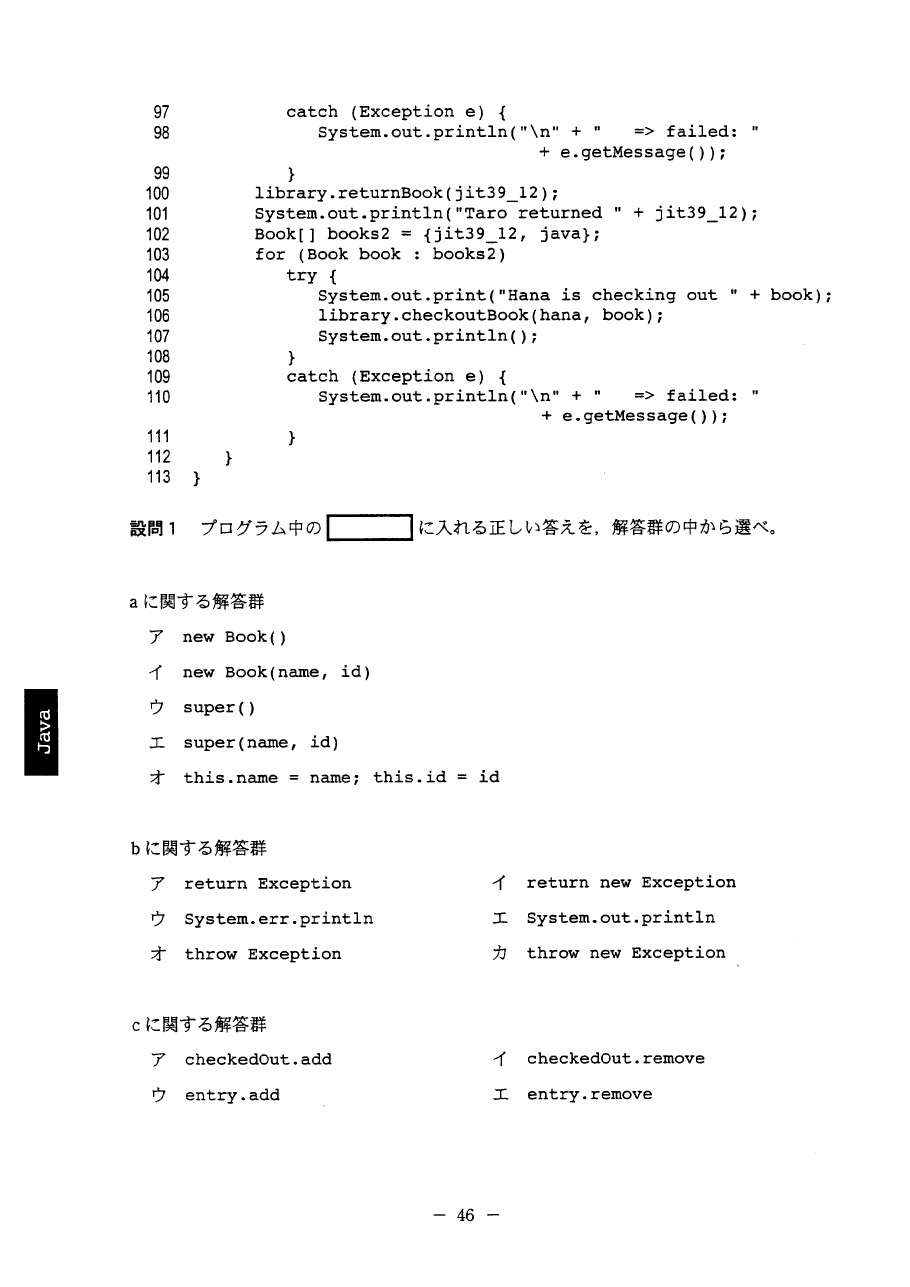 97 catch (Exception e) {
98 System.out.println("\n" + "   => failed: "
+ e.getMessage());
99 }
100 library.returnBook(jit39_12);
101 System.out.println("Taro returned " + jit39_12);
102 Book[] books2 = {jit39_12, java};
103 for (Book book : books2)
104 try {
105 System.out.print("Hana is checking out " + book);
106 library.checkoutBook(hana, book);
107 System.out.println();
108 }
109 catch (Exception e) {
110 System.out.println("\n" + "   => failed: "
+ e.getMessage());
111 }
112 }
113 }
設問1 プログラム中の に入れる正しい答えを，解答群の中から選べ。
a に関する解答群
ア new Book()
イ new Book(name, id)
ウ super()
エ super(name, id)
オ this.name = name; this.id = id
Java
b に関する解答群
ア return Exception イ return new Exception
ウ System.err.println エ System.out.println
オ throw Exception カ throw new Exception
c に関する解答群
ア checkedOut.add イ checkedOut.remove
ウ entry.add エ entry.remove
－ 46 －